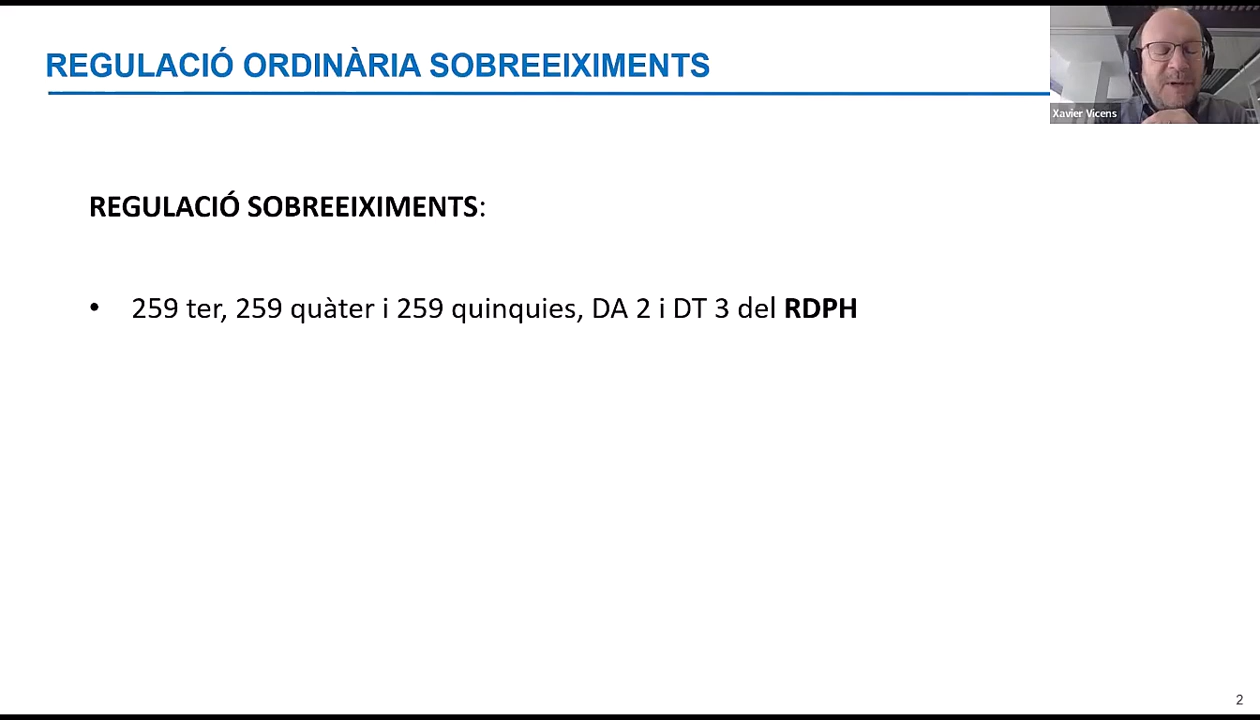 REGULACIÓ ORDINÀRIA SOBREEIXIMENTS
Xavier Vicens
REGULACIÓ SOBREEIXIMENTS:
• 259 ter, 259 quàter i 259 quinquies, DA 2 i DT 3 del RDPH
2